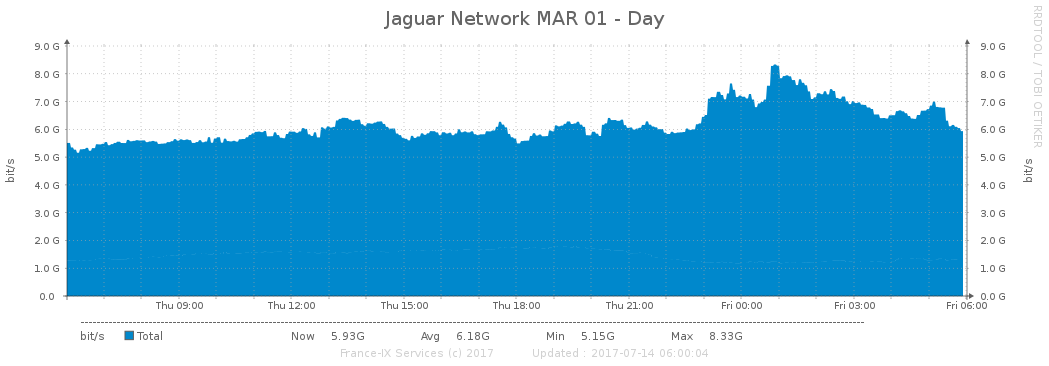 Jaguar Network MAR 01 - Day
RRDTOOL / TOBI OETIKER
9.0 G 9.0 G
8.0 G 8.0 G
7.0 G 7.0 G
6.0 G 6.0 G
5.0 G 5.0 G
4.0 G 4.0 G
3.0 G 3.0 G
2.0 G 2.0 G
1.0 G 1.0 G
0.0 0.0 G
bit/s bit/s
Thu 09:00 Thu 12:00 Thu 15:00 Thu 18:00 Thu 21:00 Fri 00:00 Fri 03:00 Fri 06:00
bit/s Total Now 5.93G Avg 6.18G Min 5.15G Max 8.33G
France-IX Services (c) 2017 Updated : 2017-07-14 06:00:04